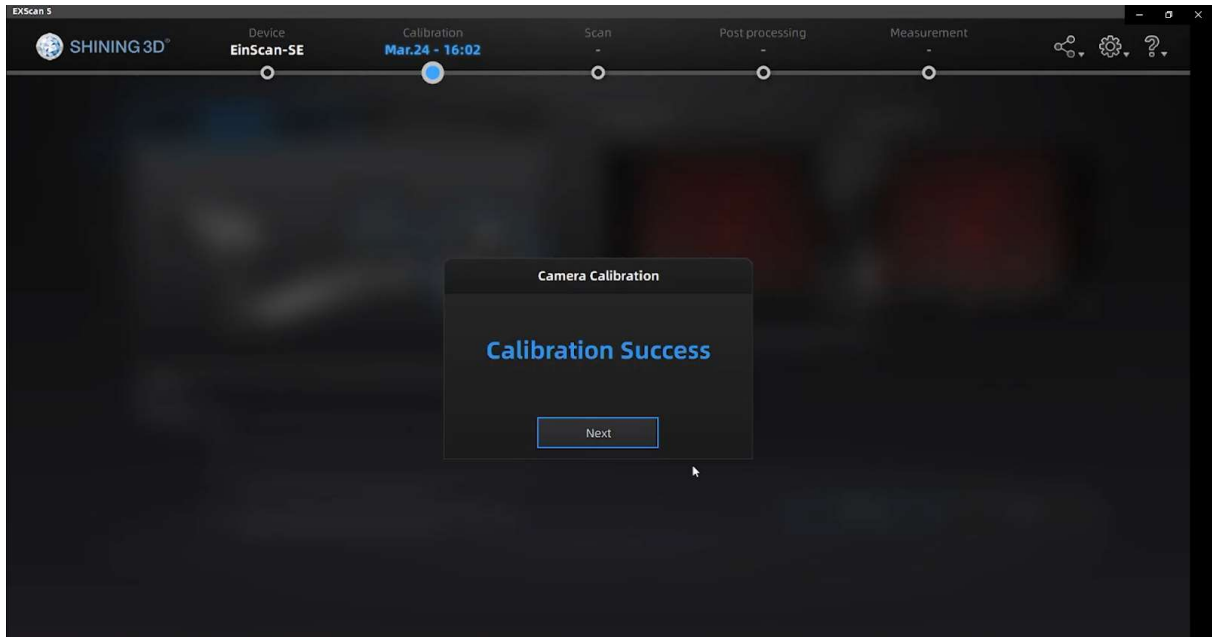 EXScan S
SHINING 3D®
Device
EinScan-SE
Calibration
Mar.24 - 16:02
Scan
-
Post processing
-
Measurement
-
Camera Calibration
Calibration Success
Next